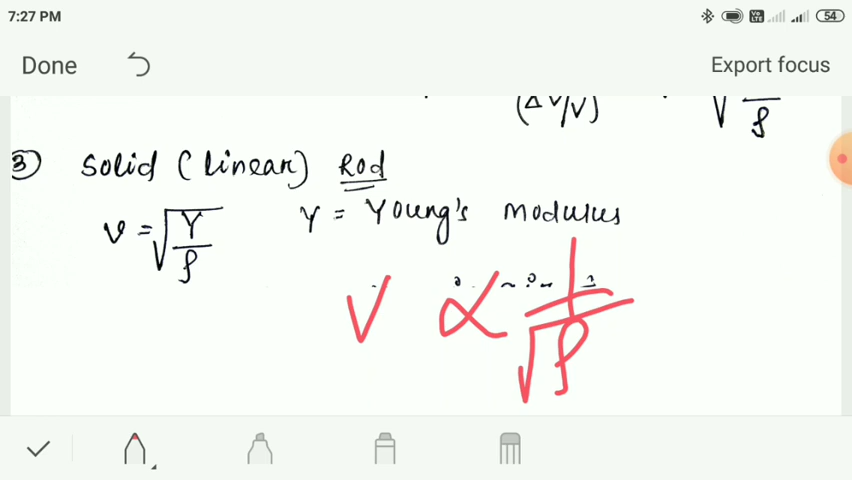 7:27 PM
54
Done
Export focus
(ΔV/V)
√ρ
3 Solid (linear) Rod
v = √(Y/ρ)
Y = Young's Modulus
V ∝ 1/√ρ